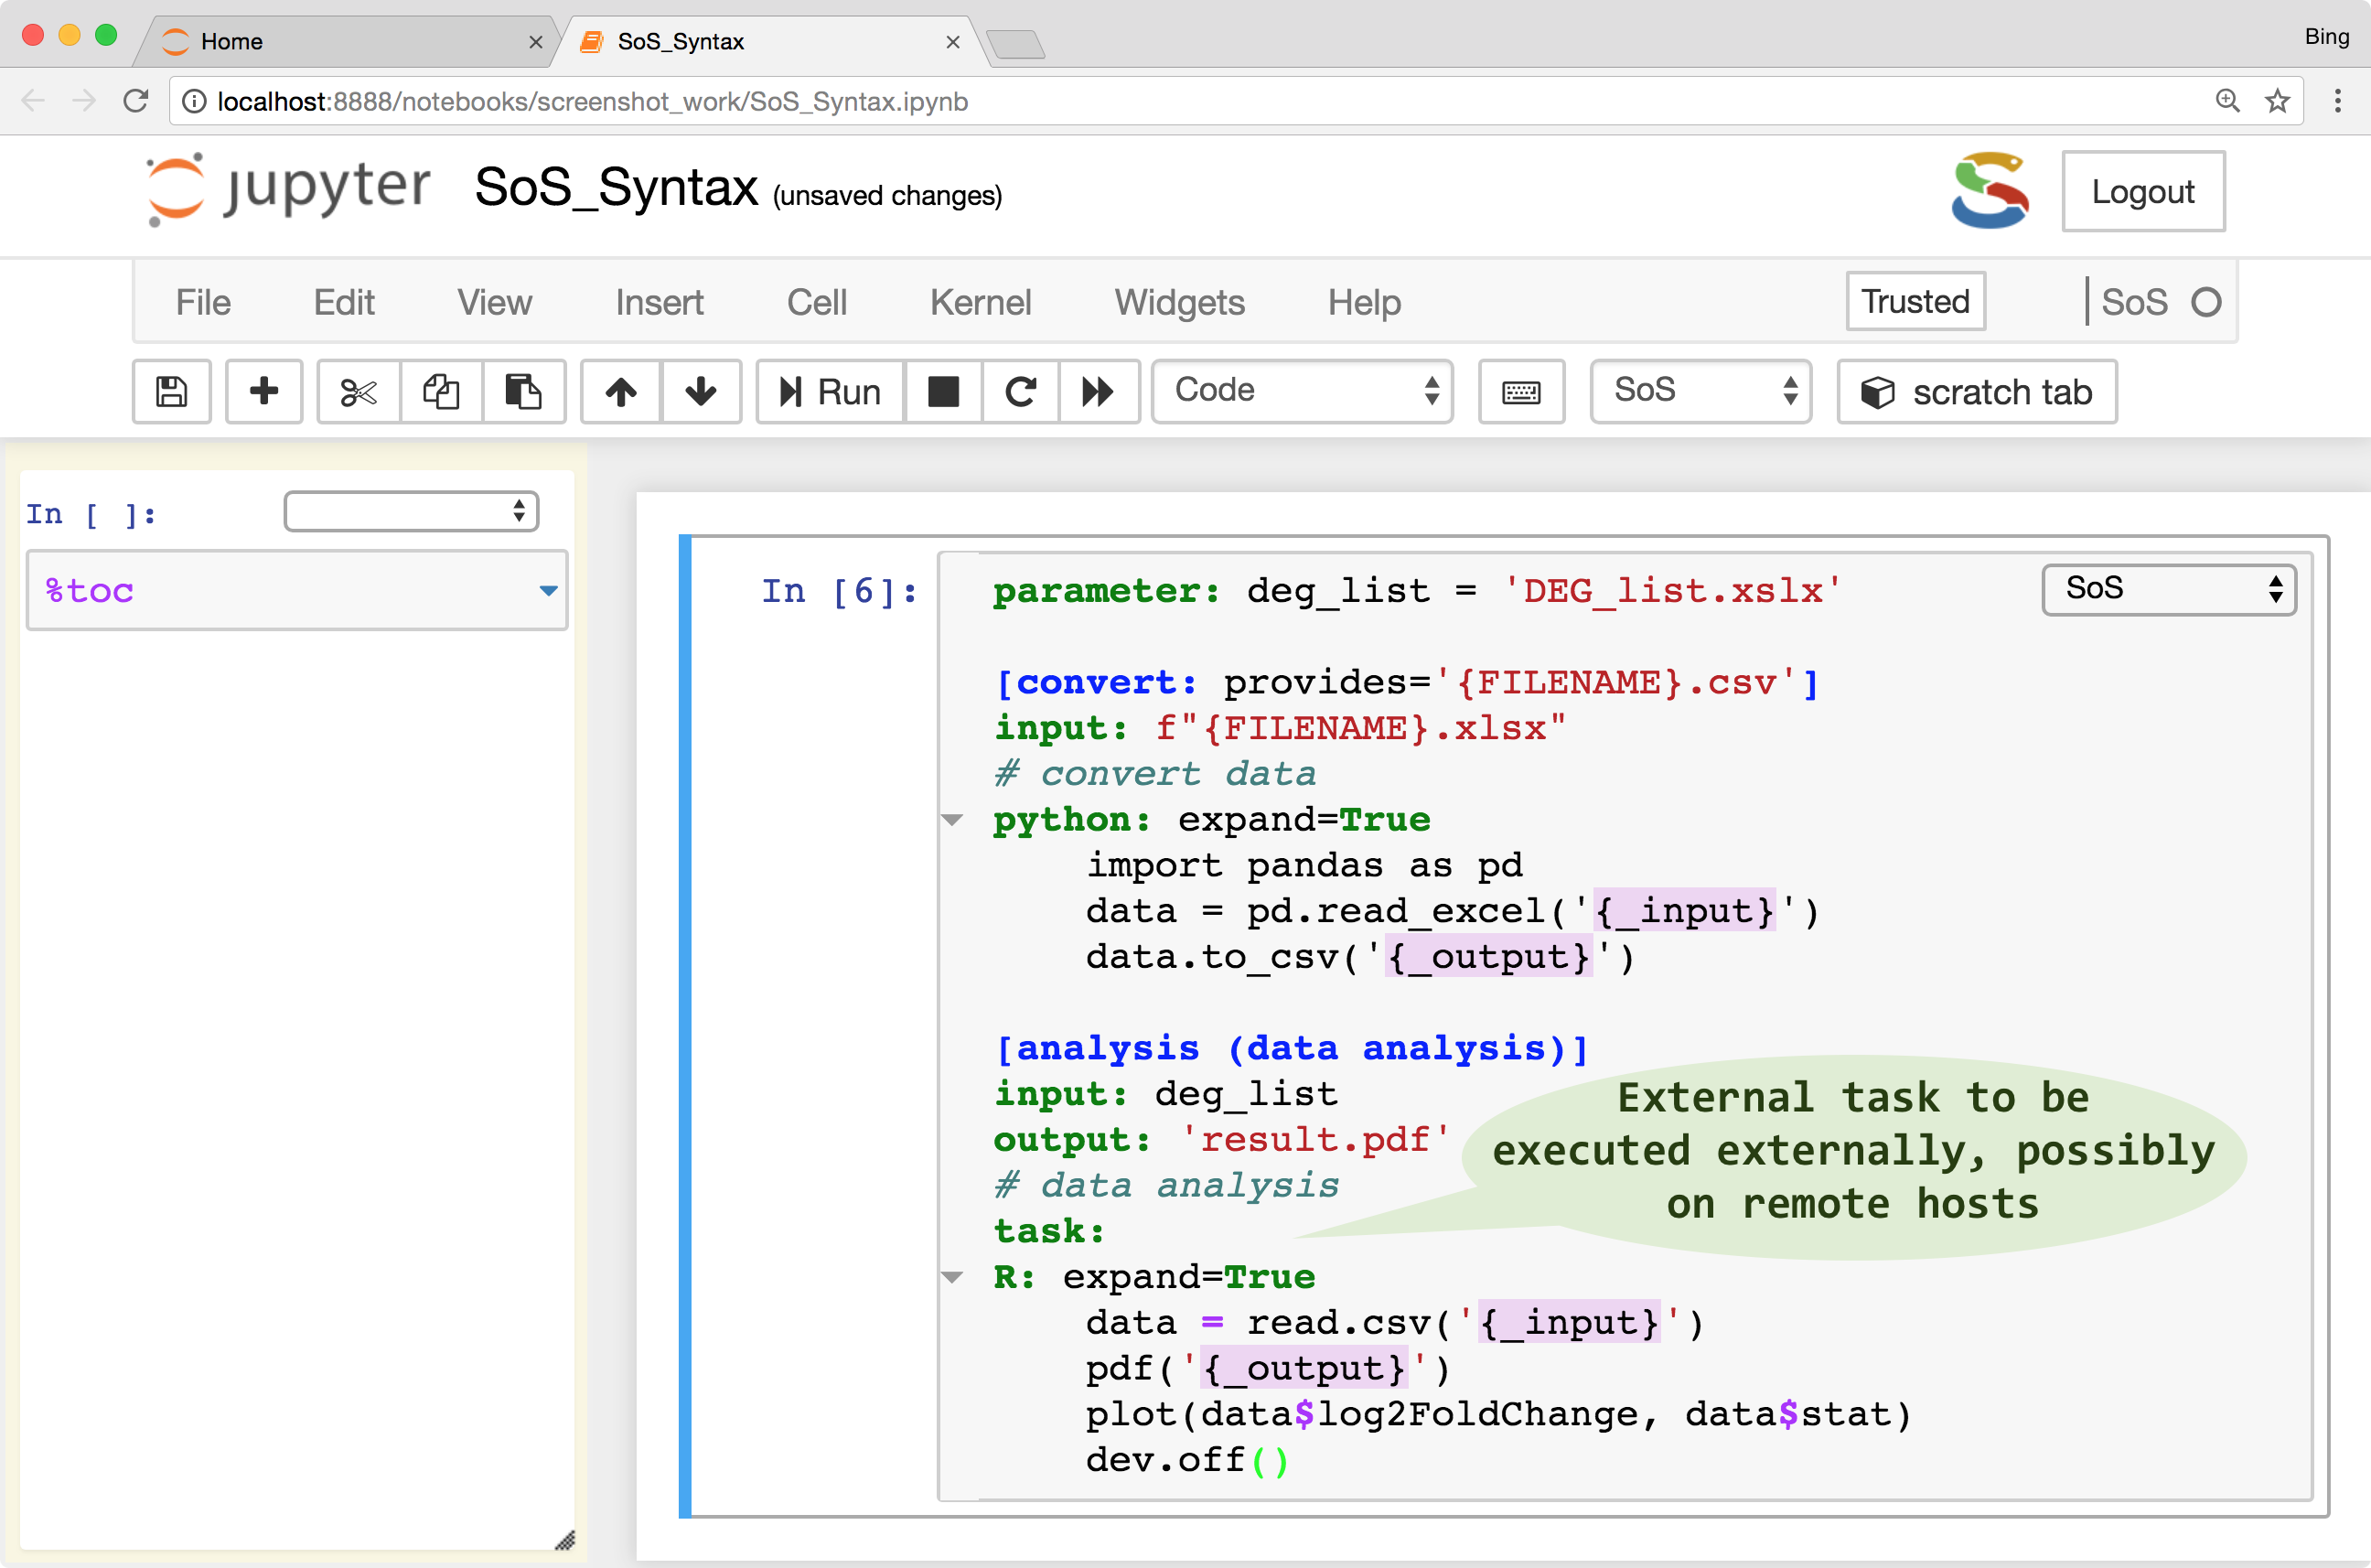 Home
SoS_Syntax
Bing
localhost:8888/notebooks/screenshot_work/SoS_Syntax.ipynb
jupyter SoS_Syntax (unsaved changes)
Logout
File Edit View Insert Cell Kernel Widgets Help Trusted SoS
Run Code SoS scratch tab
In [ ]:
%toc
In [6]:
SoS
parameter: deg_list = 'DEG_list.xslx'
[convert: provides='{FILENAME}.csv']
input: f"{FILENAME}.xlsx"
# convert data
python: expand=True
import pandas as pd
data = pd.read_excel('{_input}')
data.to_csv('{_output}')
[analysis (data analysis)]
input: deg_list
output: 'result.pdf'
# data analysis
task:
R: expand=True
data = read.csv('{_input}')
pdf('{_output}')
plot(data$log2FoldChange, data$stat)
dev.off()
External task to be
executed externally, possibly
on remote hosts